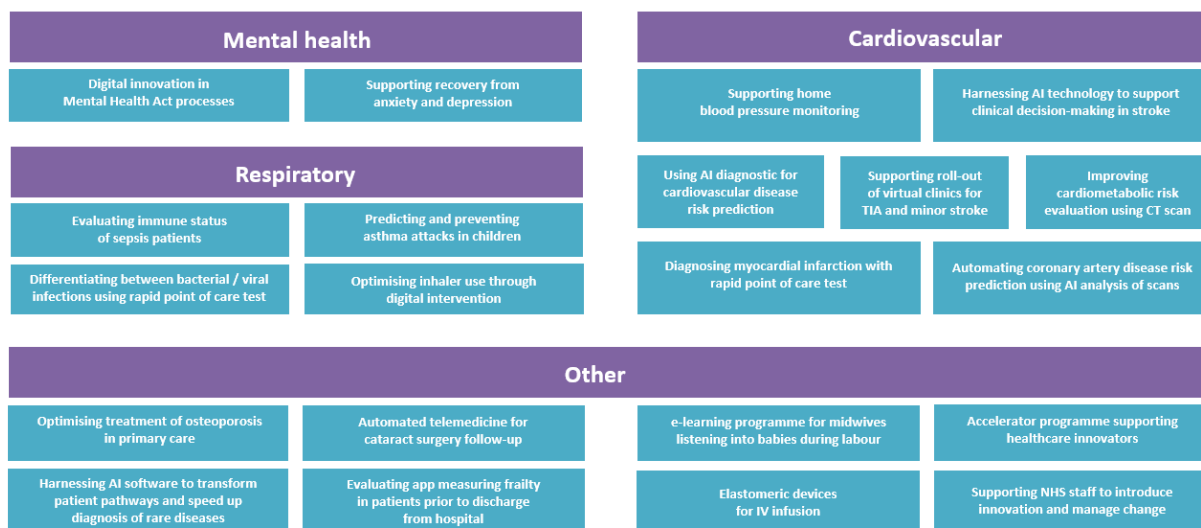 Mental health
Digital innovation in
Mental Health Act processes
Supporting recovery from
anxiety and depression
Respiratory
Evaluating immune status
of sepsis patients
Predicting and preventing
asthma attacks in children
Differentiating between bacterial / viral
infections using rapid point of care test
Optimising inhaler use through
digital intervention
Cardiovascular
Supporting home
blood pressure monitoring
Harnessing AI technology to support
clinical decision-making in stroke
Using AI diagnostic for
cardiovascular disease
risk prediction
Supporting roll-out
of virtual clinics for
TIA and minor stroke
Improving
cardiometabolic risk
evaluation using CT scan
Diagnosing myocardial infarction with
rapid point of care test
Automating coronary artery disease risk
prediction using AI analysis of scans
Other
Optimising treatment of osteoporosis
in primary care
Automated telemedicine for
cataract surgery follow-up
e-learning programme for midwives
listening into babies during labour
Accelerator programme supporting
healthcare innovators
Harnessing AI software to transform
patient pathways and speed up
diagnosis of rare diseases
Evaluating app measuring frailty
in patients prior to discharge
from hospital
Elastomeric devices
for IV infusion
Supporting NHS staff to introduce
innovation and manage change